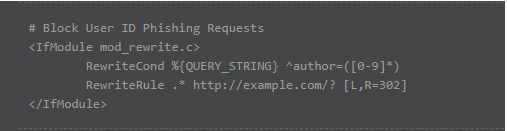 # Block User ID Phishing Requests
<IfModule mod_rewrite.c>
RewriteCond %{QUERY_STRING} ^author=([0-9]*)
RewriteRule .* http://example.com/? [L,R=302]
</IfModule>